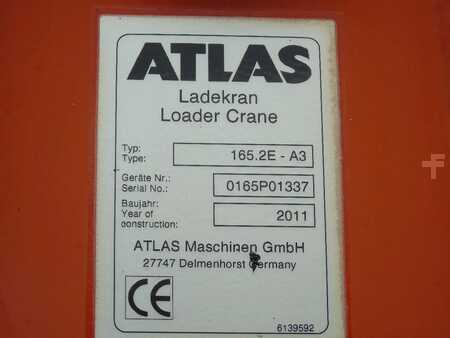 ATLAS
Ladekran
Loader Crane
Typ:
Type:
165.2E - A3
Geräte Nr.:
Serial No.:
0165P01337
Baujahr:
Year of
construction:
2011
ATLAS Maschinen GmbH
27747 Delmenhorst Germany
CE
6139592